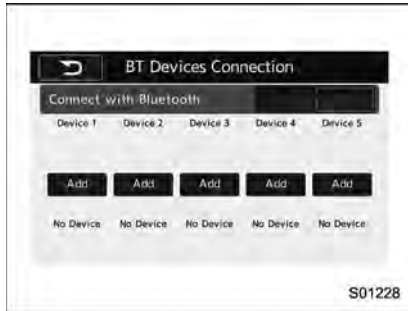 BT Devices Connection
Connect with Bluetooth
Device 1 Device 2 Device 3 Device 4 Device 5
Add Add Add Add Add
No Device No Device No Device No Device No Device
S01228